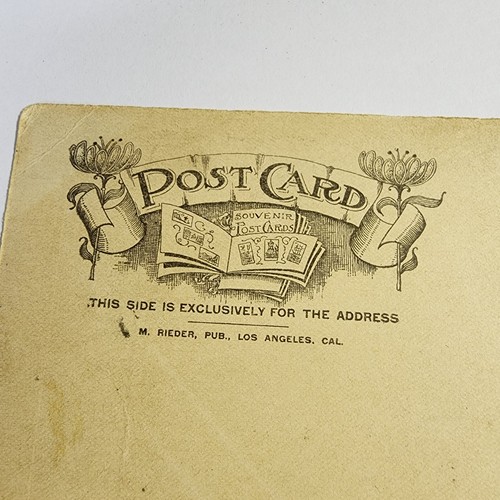 POST CARD
SOUVENIR
POST CARDS
THIS SIDE IS EXCLUSIVELY FOR THE ADDRESS
M. RIEDER, PUB., LOS ANGELES. CAL.